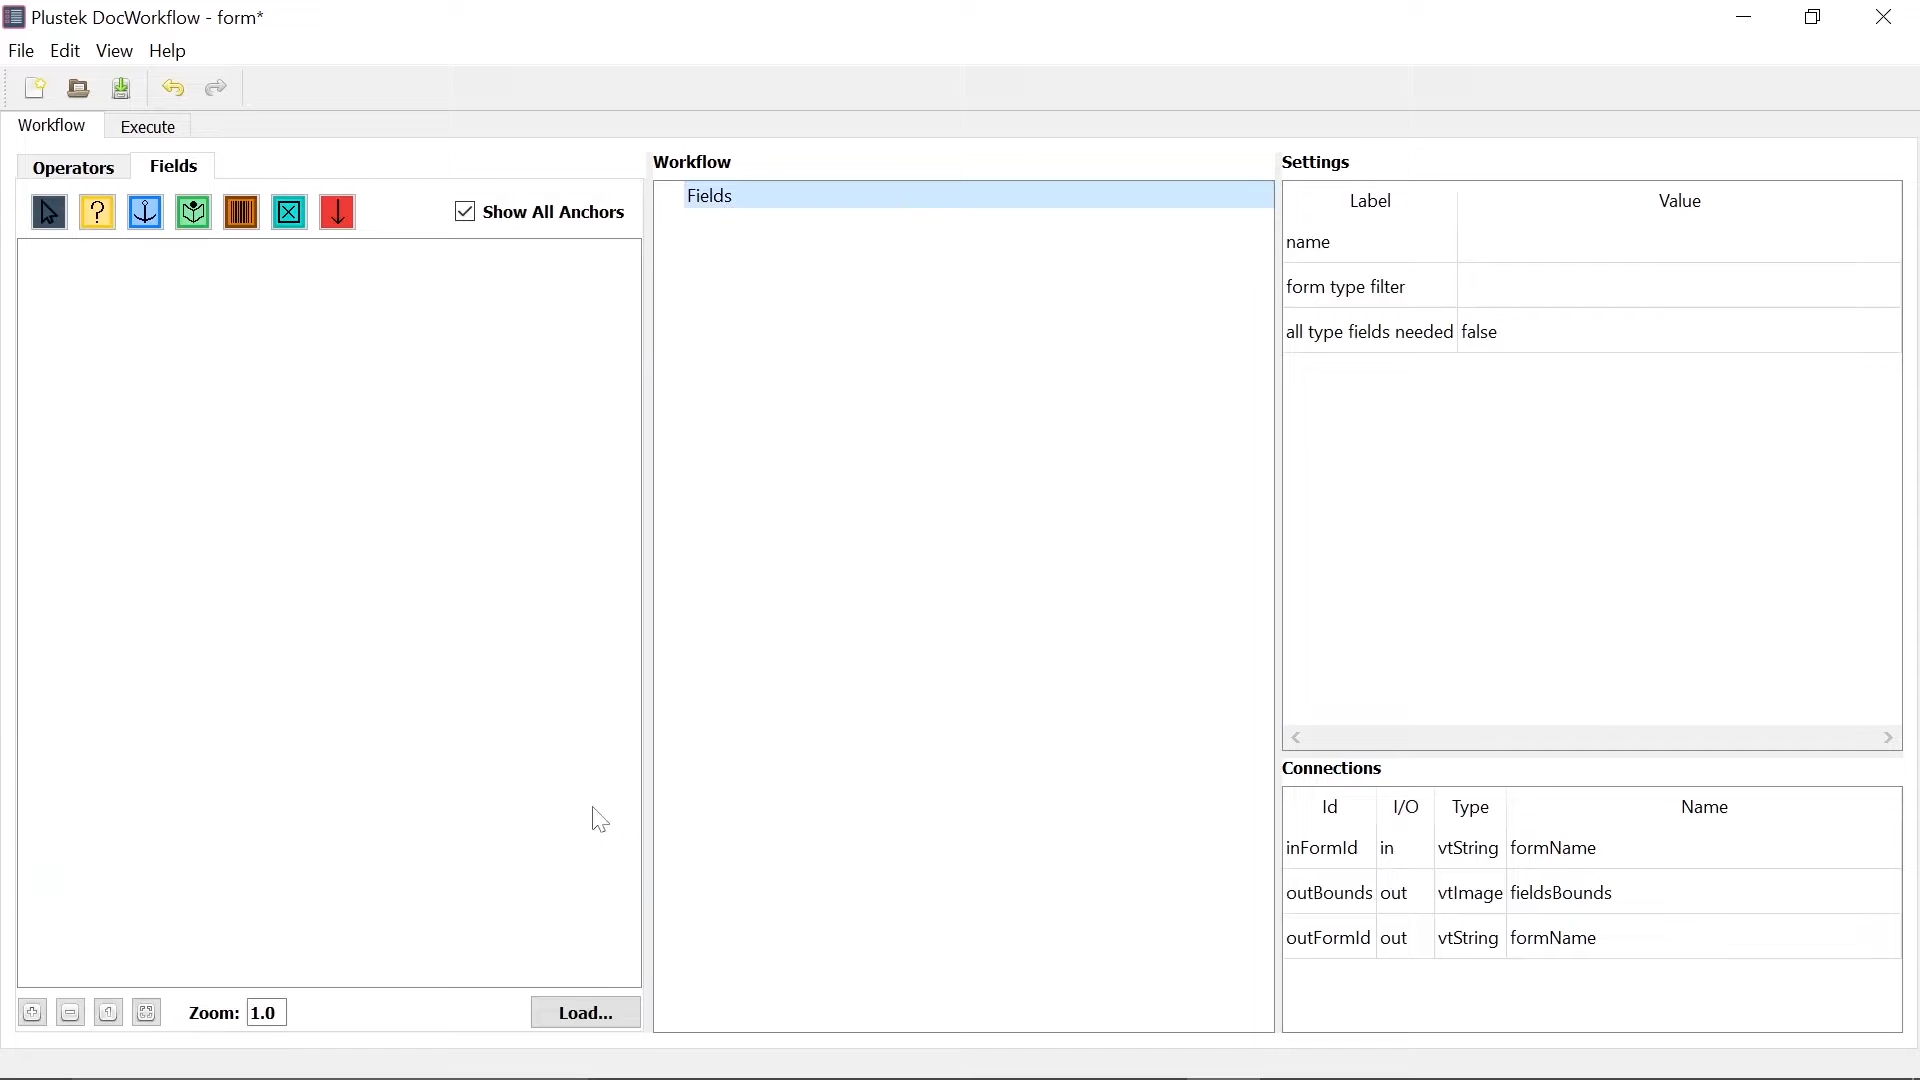 Plustek DocWorkflow - form*
File Edit View Help
Workflow Execute
Operators Fields
Show All Anchors
Zoom: 1.0 Load...
Workflow
Fields
Settings
Label Value
name
form type filter
all type fields needed false
Connections
Id I/O Type Name
inFormId in vtString formName
outBounds out vtImage fieldsBounds
outFormId out vtString formName